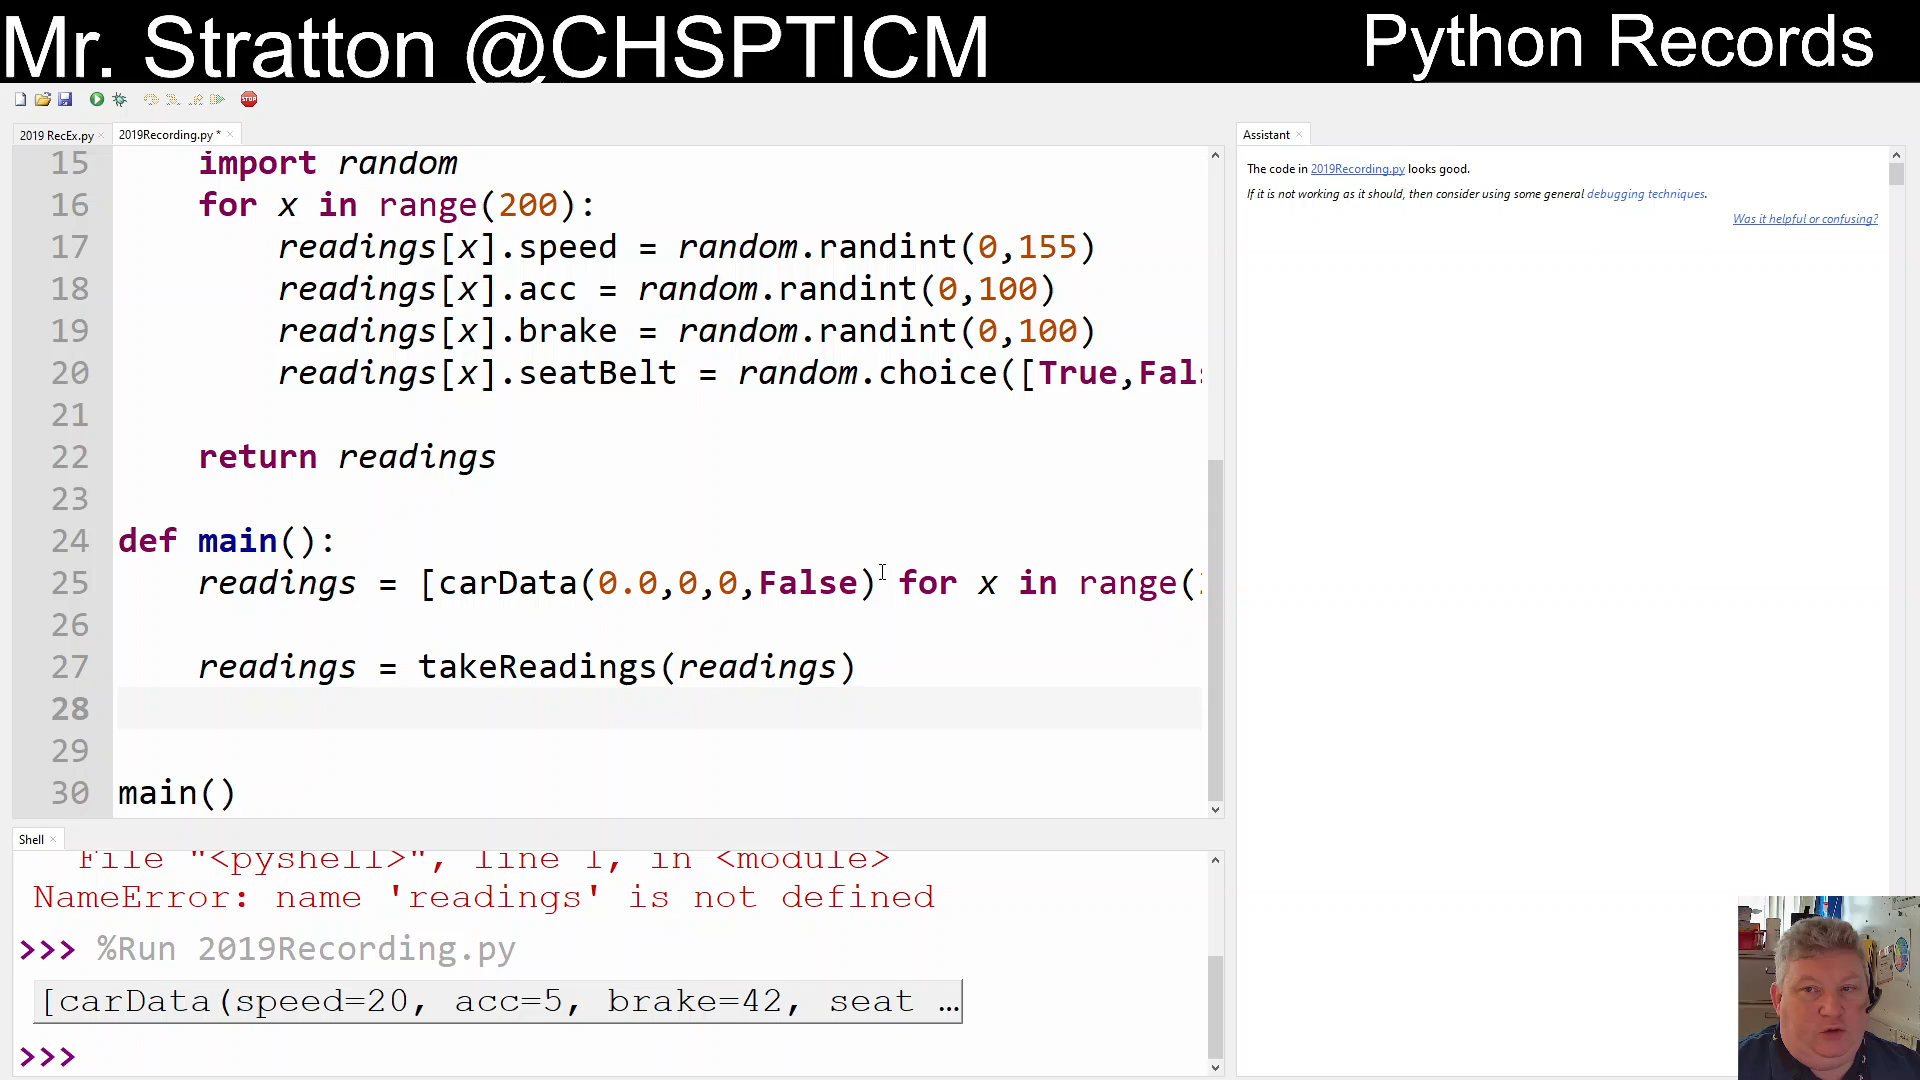 Mr. Stratton @CHSPTICM
Python Records
STOP
2019 RecEx.py
2019Recording.py *
15 import random
16 for x in range(200):
17 readings[x].speed = random.randint(0,155)
18 readings[x].acc = random.randint(0,100)
19 readings[x].brake = random.randint(0,100)
20 readings[x].seatBelt = random.choice([True,Fal
21
22 return readings
23
24 def main():
25 readings = [carData(0.0,0,0,False) for x in range(
26
27 readings = takeReadings(readings)
28
29
30 main()
Assistant
The code in 2019Recording.py looks good.
If it is not working as it should, then consider using some general debugging techniques.
Was it helpful or confusing?
Shell
File "<pyshell>", line 1, in <module>
NameError: name 'readings' is not defined
>>> %Run 2019Recording.py
[carData(speed=20, acc=5, brake=42, seat …
>>>